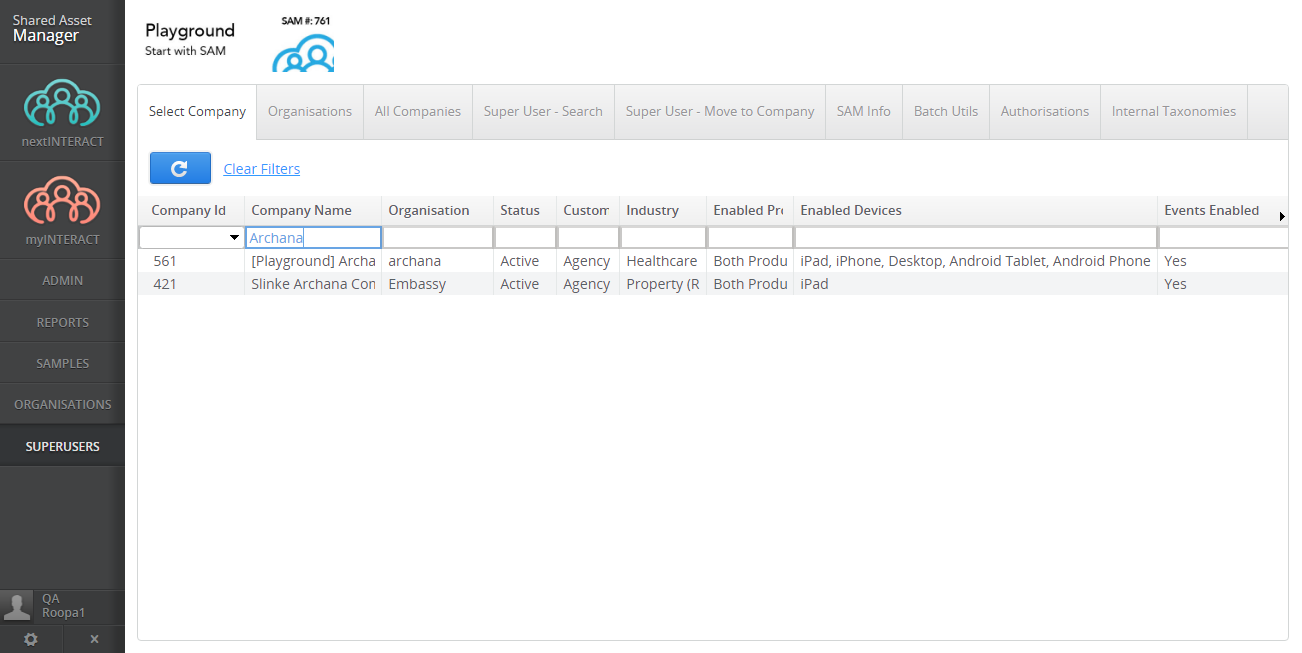 Shared Asset
Manager
nextINTERACT
myINTERACT
ADMIN
REPORTS
SAMPLES
ORGANISATIONS
SUPERUSERS
QA
Roopa1
Playground
Start with SAM
SAM #: 761
Select Company Organisations All Companies Super User - Search Super User - Move to Company SAM Info Batch Utils Authorisations Internal Taxonomies
Clear Filters
Company Id Company Name Organisation Status Custom Industry Enabled Pro Enabled Devices Events Enabled
Archana
561 [Playground] Archa archana Active Agency Healthcare Both Produ iPad, iPhone, Desktop, Android Tablet, Android Phone Yes
421 Slinke Archana Con Embassy Active Agency Property (R Both Produ iPad Yes